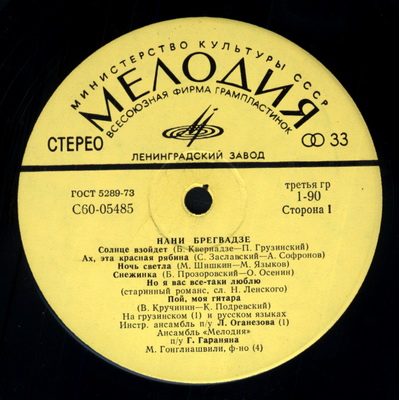 МИНИСТЕРСТВО КУЛЬТУРЫ СССР
МЕЛОДИЯ
ВСЕСОЮЗНАЯ ФИРМА ГРАМПЛАСТИНОК
СТЕРЕО
33
ЛЕНИНГРАДСКИЙ ЗАВОД
ГОСТ 5289-73
третья гр
С60-05485
1-90
Сторона 1
НАНИ БРЕГВАДЗЕ
Солнце взойдет (Б. Квернадзе—П. Грузинский)
Ах, эта красная рябина (С. Заславский—А. Софронов)
Ночь светла (М. Шишкин—М. Языков)
Снежинка (Б. Прозоровский—О. Осенин)
Но я вас все-таки люблю
(старинный романс, сл. Н. Ленского)
Пой, моя гитара
(В. Кручинин—К. Подревский)
На грузинском (1) и русском языках
Инстр. ансамбль п/у Л. Оганезова (1)
Ансамбль «Мелодия»
п/у Г. Гараняна
М. Гонглиашвили, ф-но (4)